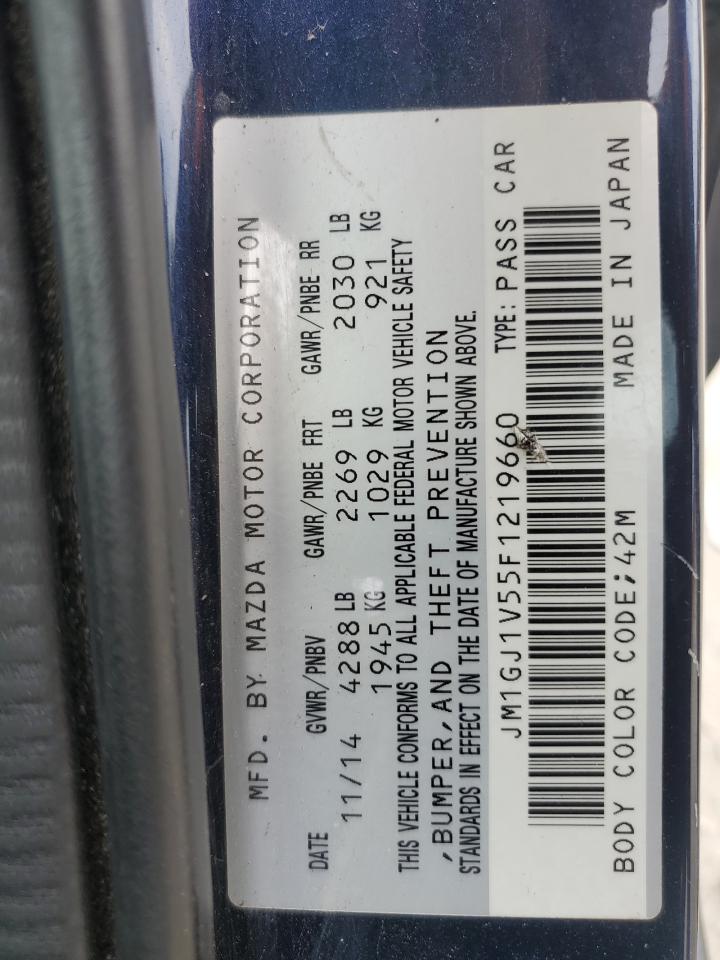 MFD. BY MAZDA MOTOR CORPORATION
DATE GVWR/PNBV GAWR/PNBE FRT GAWR/PNBE RR
11/14 4288 LB 2269 LB 2030 LB
1945 KG 1029 KG 921 KG
THIS VEHICLE CONFORMS TO ALL APPLICABLE FEDERAL MOTOR VEHICLE SAFETY
,BUMPER,AND THEFT PREVENTION
STANDARDS IN EFFECT ON THE DATE OF MANUFACTURE SHOWN ABOVE.
JM1GJ1V55F1219660 TYPE: PASS CAR
BODY COLOR CODE;42M MADE IN JAPAN